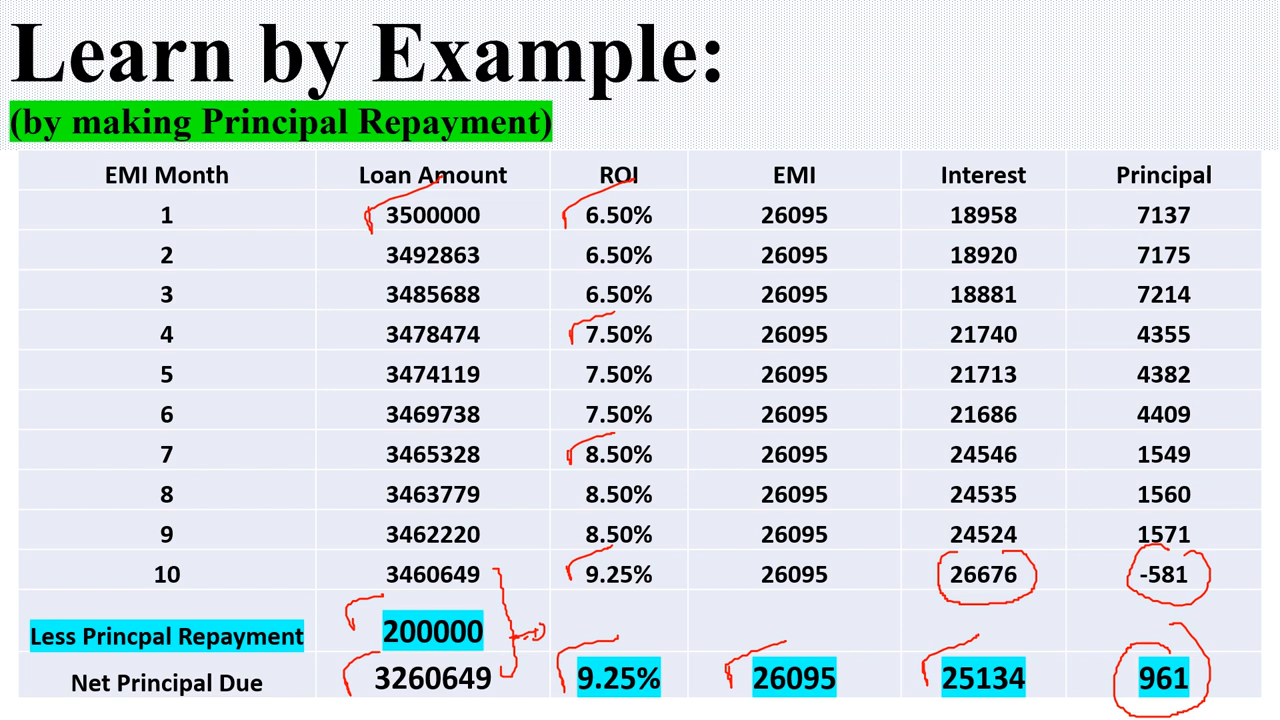 Learn by Example:
(by making Principal Repayment)
EMI Month Loan Amount ROI EMI Interest Principal
1 3500000 6.50% 26095 18958 7137
2 3492863 6.50% 26095 18920 7175
3 3485688 6.50% 26095 18881 7214
4 3478474 7.50% 26095 21740 4355
5 3474119 7.50% 26095 21713 4382
6 3469738 7.50% 26095 21686 4409
7 3465328 8.50% 26095 24546 1549
8 3463779 8.50% 26095 24535 1560
9 3462220 8.50% 26095 24524 1571
10 3460649 9.25% 26095 26676 -581
Less Princpal Repayment 200000
Net Principal Due 3260649 9.25% 26095 25134 961